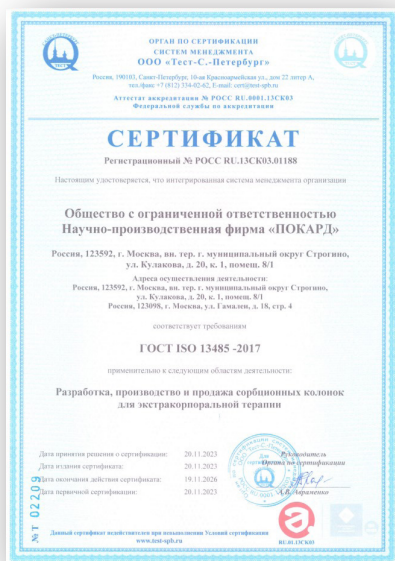 ОРГАН ПО СЕРТИФИКАЦИИ
СИСТЕМ МЕНЕДЖМЕНТА
ООО «Тест-С.-Петербург»
Россия, 190103, Санкт-Петербург, 10-ая Красноармейская ул., дом 22 литер А,
тел./факс +7 (812) 334-02-62, E-mail: cert@test-spb.ru
Аттестат аккредитации № РОСС RU.0001.13СК03
Федеральной службы по аккредитации
СЕРТИФИКАТ
Регистрационный № РОСС RU.13СК03.01188
Настоящим удостоверяется, что интегрированная система менеджмента организации
Общество с ограниченной ответственностью
Научно-производственная фирма «ПОКАРД»
Россия, 123592, г. Москва, вн. тер. г. муниципальный округ Строгино,
ул. Кулакова, д. 20, к. 1, помещ. 8/1
Адреса осуществления деятельности:
Россия, 123592, г. Москва, вн. тер. г. муниципальный округ Строгино,
ул. Кулакова, д. 20, к. 1, помещ. 8/1
Россия, 123098, г. Москва, ул. Гамалеи, д. 18, стр. 4
соответствует требованиям
ГОСТ ISO 13485 -2017
применительно к следующим областям деятельности:
Разработка, производство и продажа сорбционных колонок
для экстракорпоральной терапии
Дата принятия решения о сертификации: 20.11.2023
Дата издания сертификата: 20.11.2023
Дата окончания действия сертификата: 19.11.2026
Дата первичной сертификации: 20.11.2023
Руководитель
Органа по сертификации
А.В. Авраменко
№ Т 02205
Данный сертификат недействителен при невыполнении Условий сертификации
www.test-spb.ru
RU.01.13СК03